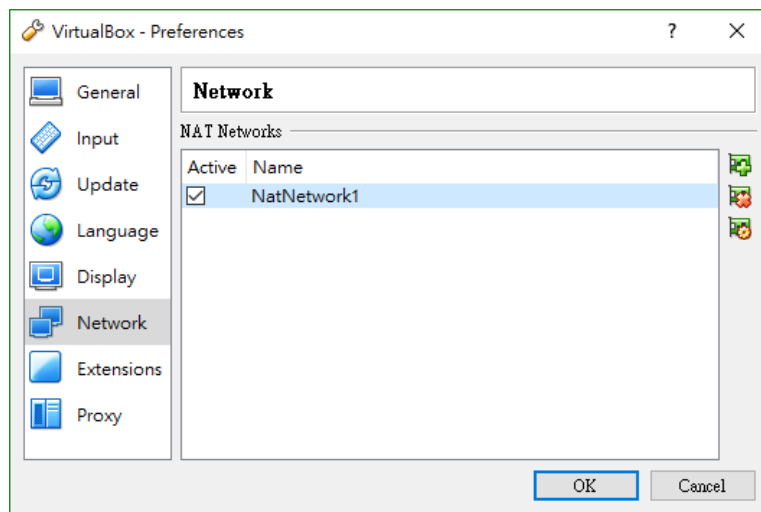 VirtualBox - Preferences
?
General
Input
Update
Language
Display
Network
Extensions
Proxy
Network
NAT Networks
Active Name
NatNetwork1
OK
Cancel